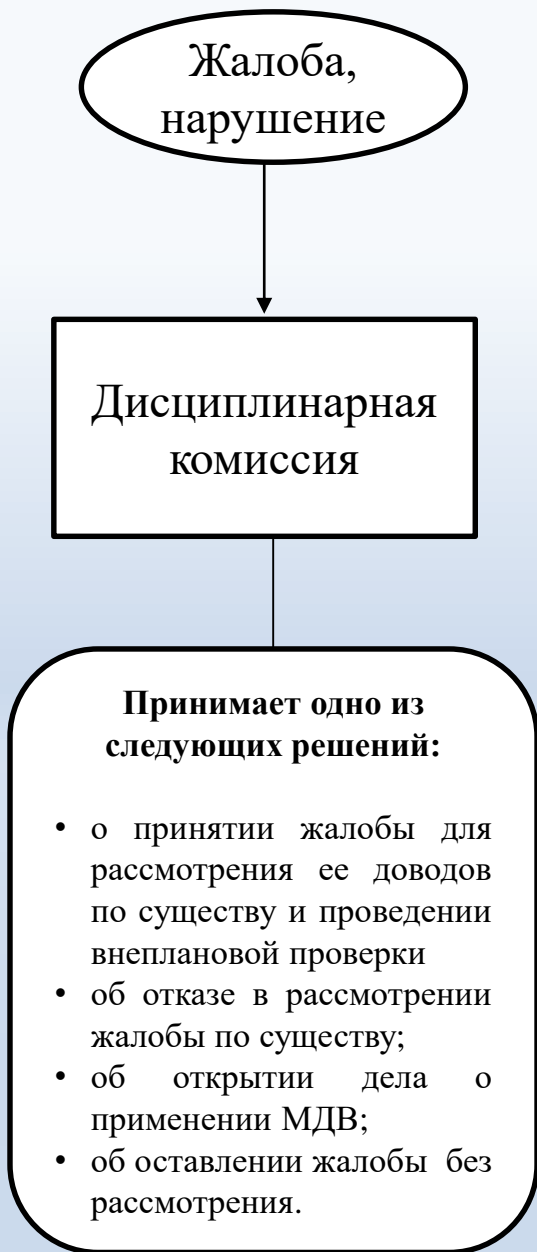 Жалоба,
нарушение
Дисциплинарная
комиссия
Принимает одно из
следующих решений:
• о принятии жалобы для
рассмотрения ее доводов
по существу и проведении
внеплановой проверки
• об отказе в рассмотрении
жалобы по существу;
• об открытии дела о
применении МДВ;
• об оставлении жалобы без
рассмотрения.